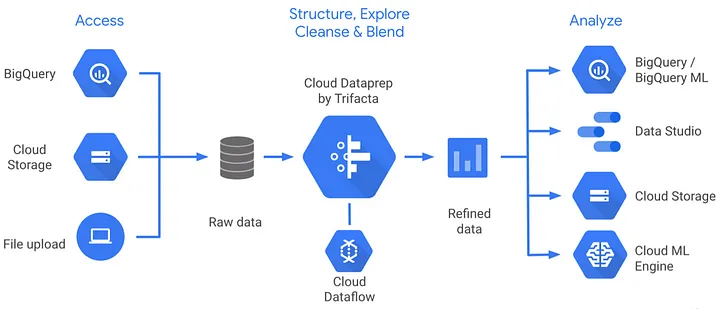 Access
Structure, Explore
Cleanse & Blend
Analyze
BigQuery
Cloud
Storage
File upload
Raw data
Cloud Dataprep
by Trifacta
Cloud
Dataflow
Refined
data
BigQuery /
BigQuery ML
Data Studio
Cloud Storage
Cloud ML
Engine